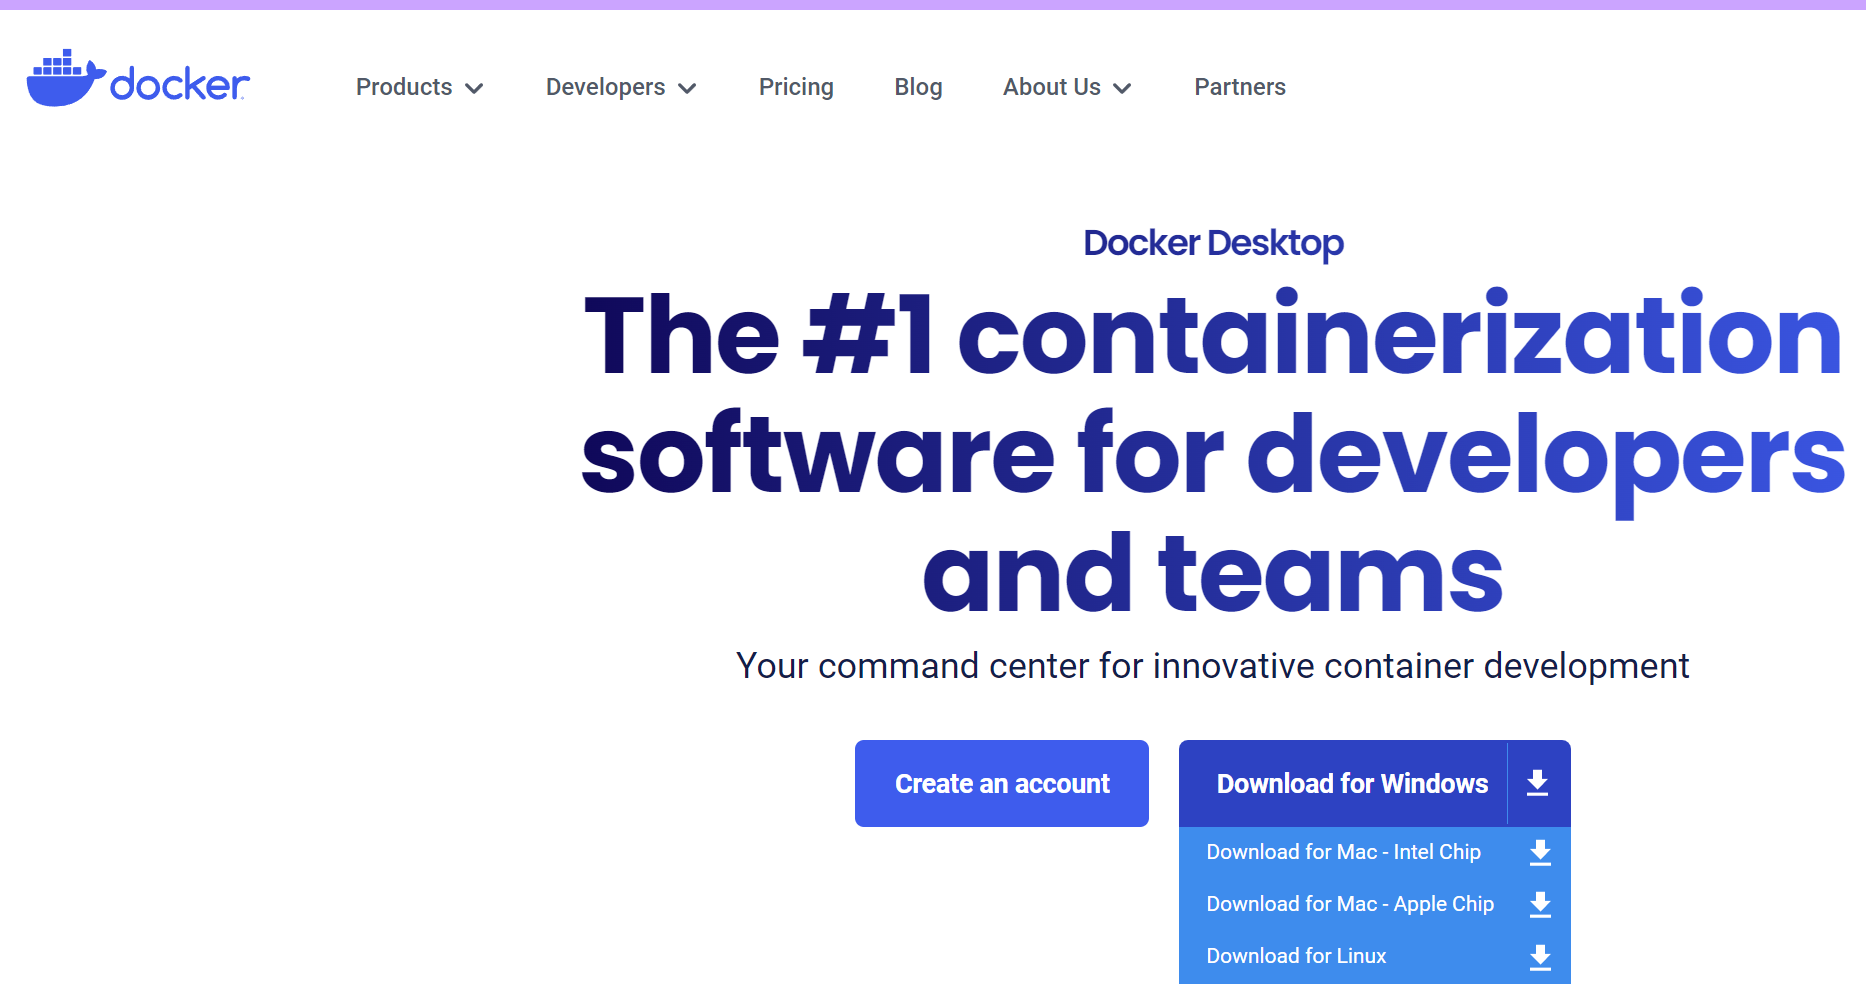 docker
Products Developers Pricing Blog About Us Partners
Docker Desktop
The #1 containerization
software for developers
and teams
Your command center for innovative container development
Create an account
Download for Windows
Download for Mac - Intel Chip
Download for Mac - Apple Chip
Download for Linux